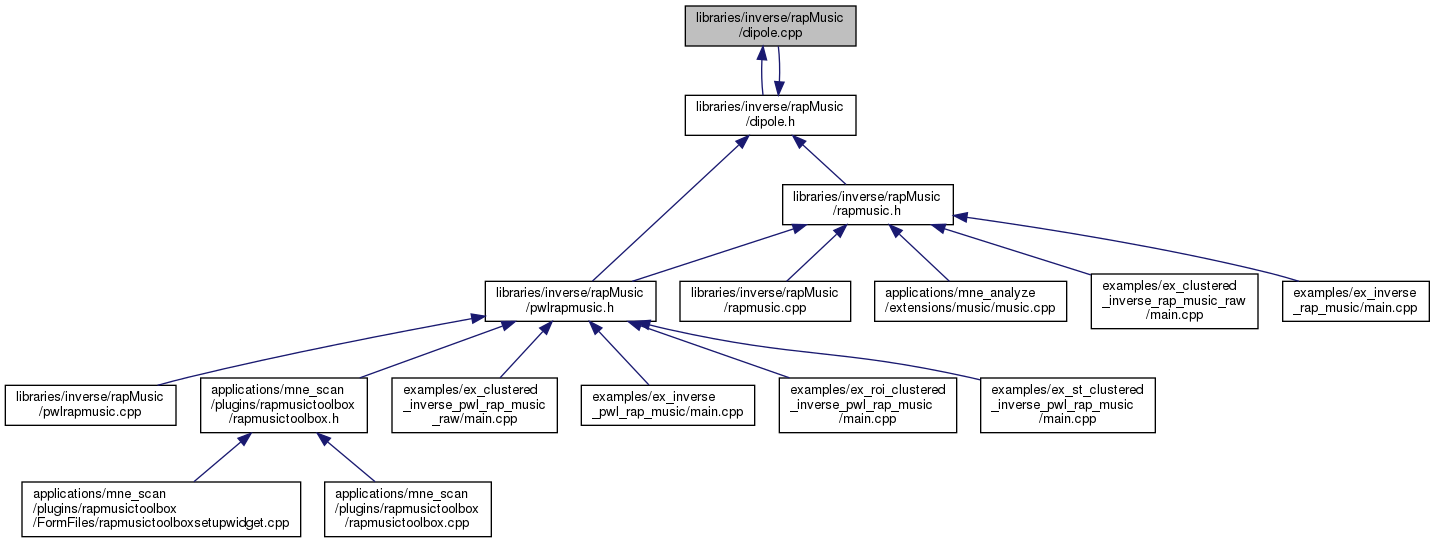 libraries/inverse/rapMusic
/dipole.cpp
libraries/inverse/rapMusic
/dipole.h
libraries/inverse/rapMusic
/rapmusic.h
libraries/inverse/rapMusic
/pwlrapmusic.h
libraries/inverse/rapMusic
/rapmusic.cpp
applications/mne_analyze
/extensions/music/music.cpp
examples/ex_clustered
_inverse_rap_music_raw
/main.cpp
examples/ex_inverse
_rap_music/main.cpp
libraries/inverse/rapMusic
/pwlrapmusic.cpp
applications/mne_scan
/plugins/rapmusictoolbox
/rapmusictoolbox.h
examples/ex_clustered
_inverse_pwl_rap_music
_raw/main.cpp
examples/ex_inverse
_pwl_rap_music/main.cpp
examples/ex_roi_clustered
_inverse_pwl_rap_music
/main.cpp
examples/ex_st_clustered
_inverse_pwl_rap_music
/main.cpp
applications/mne_scan
/plugins/rapmusictoolbox
/FormFiles/rapmusictoolboxsetupwidget.cpp
applications/mne_scan
/plugins/rapmusictoolbox
/rapmusictoolbox.cpp